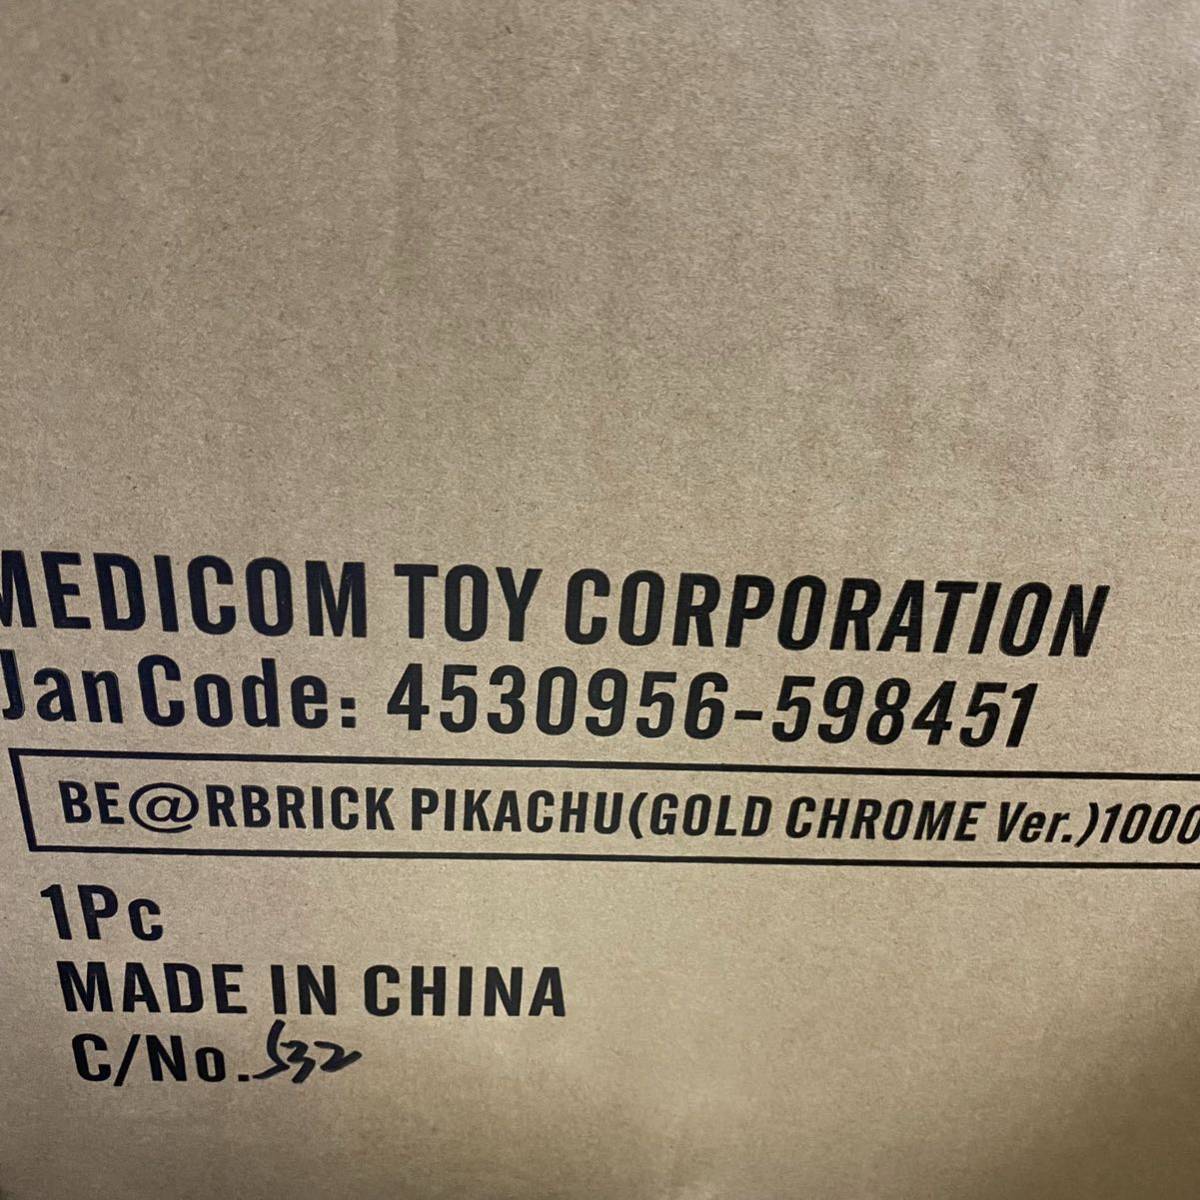 MEDICOM TOY CORPORATION
Jan Code: 4530956-598451
BE@RBRICK PIKACHU(GOLD CHROME Ver.)1000
1Pc
MADE IN CHINA
C/No.532